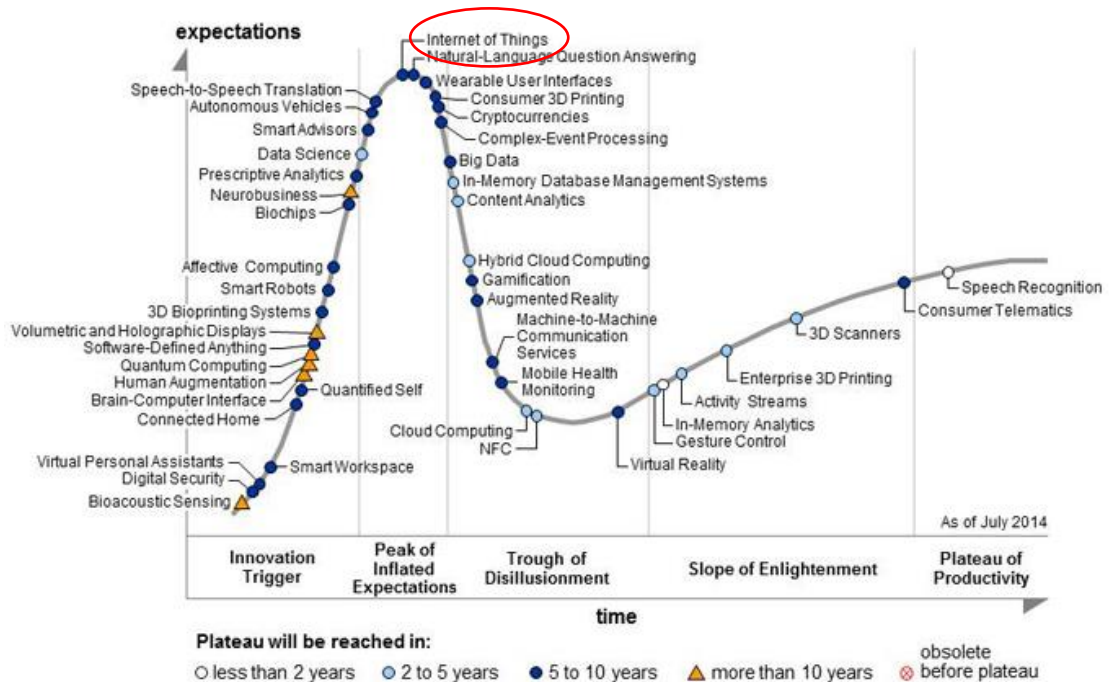 expectations
Internet of Things
Natural-Language Question Answering
Wearable User Interfaces
Consumer 3D Printing
Cryptocurrencies
Complex-Event Processing
Speech-to-Speech Translation
Autonomous Vehicles
Smart Advisors
Data Science
Prescriptive Analytics
Neurobusiness
Biochips
Big Data
In-Memory Database Management Systems
Content Analytics
Hybrid Cloud Computing
Gamification
Augmented Reality
Machine-to-Machine
Communication
Services
Mobile Health
Monitoring
Affective Computing
Smart Robots
3D Bioprinting Systems
Volumetric and Holographic Displays
Software-Defined Anything
Quantum Computing
Human Augmentation
Brain-Computer Interface
Quantified Self
Connected Home
Cloud Computing
NFC
Virtual Personal Assistants
Smart Workspace
Digital Security
Bioacoustic Sensing
Speech Recognition
Consumer Telematics
3D Scanners
Enterprise 3D Printing
Activity Streams
In-Memory Analytics
Gesture Control
Virtual Reality
As of July 2014
Innovation
Trigger
Peak of
Inflated
Expectations
Trough of
Disillusionment
Slope of Enlightenment
Plateau of
Productivity
time
Plateau will be reached in:
less than 2 years
2 to 5 years
5 to 10 years
more than 10 years
obsolete
before plateau